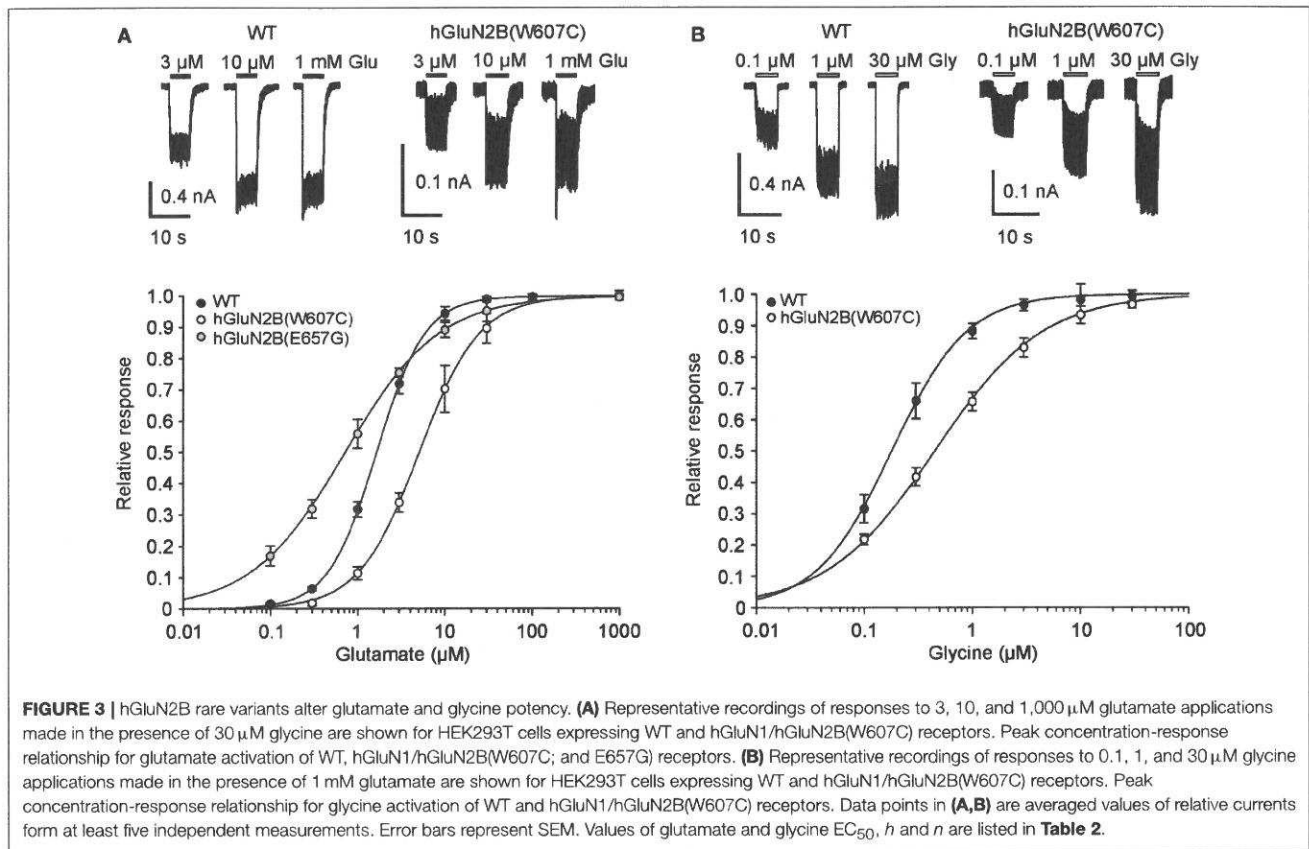 A
WT
hGluN2B(W607C)
3 µM 10 µM 1 mM Glu
3 µM 10 µM 1 mM Glu
0.4 nA
10 s
0.1 nA
10 s
1.0
0.9
0.8
0.7
0.6
0.5
0.4
0.3
0.2
0.1
0
Relative response
WT
hGluN2B(W607C)
hGluN2B(E657G)
0.01 0.1 1 10 100 1000
Glutamate (µM)
B
WT
hGluN2B(W607C)
0.1 µM 1 µM 30 µM Gly
0.1 µM 1 µM 30 µM Gly
0.4 nA
10 s
0.1 nA
10 s
1.0
0.9
0.8
0.7
0.6
0.5
0.4
0.3
0.2
0.1
0
Relative response
WT
hGluN2B(W607C)
0.01 0.1 1 10 100
Glycine (µM)
FIGURE 3 | hGluN2B rare variants alter glutamate and glycine potency. (A) Representative recordings of responses to 3, 10, and 1,000 µM glutamate applications
made in the presence of 30 µM glycine are shown for HEK293T cells expressing WT and hGluN1/hGluN2B(W607C) receptors. Peak concentration-response
relationship for glutamate activation of WT, hGluN1/hGluN2B(W607C; and E657G) receptors. (B) Representative recordings of responses to 0.1, 1, and 30 µM glycine
applications made in the presence of 1 mM glutamate are shown for HEK293T cells expressing WT and hGluN1/hGluN2B(W607C) receptors. Peak
concentration-response relationship for glycine activation of WT and hGluN1/hGluN2B(W607C) receptors. Data points in (A,B) are averaged values of relative currents
form at least five independent measurements. Error bars represent SEM. Values of glutamate and glycine EC50, h and n are listed in Table 2.